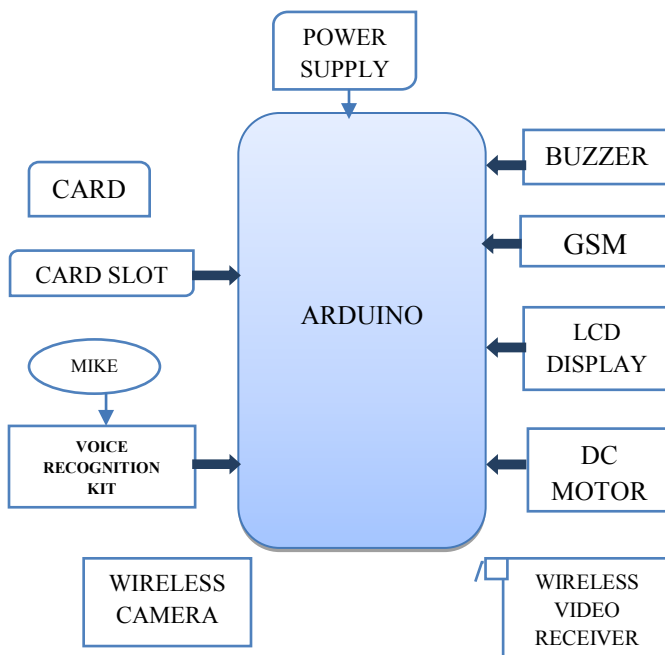 POWER
SUPPLY
BUZZER
CARD
GSM
CARD SLOT
ARDUINO
LCD
DISPLAY
MIKE
VOICE
RECOGNITION
KIT
DC
MOTOR
WIRELESS
CAMERA
WIRELESS
VIDEO
RECEIVER